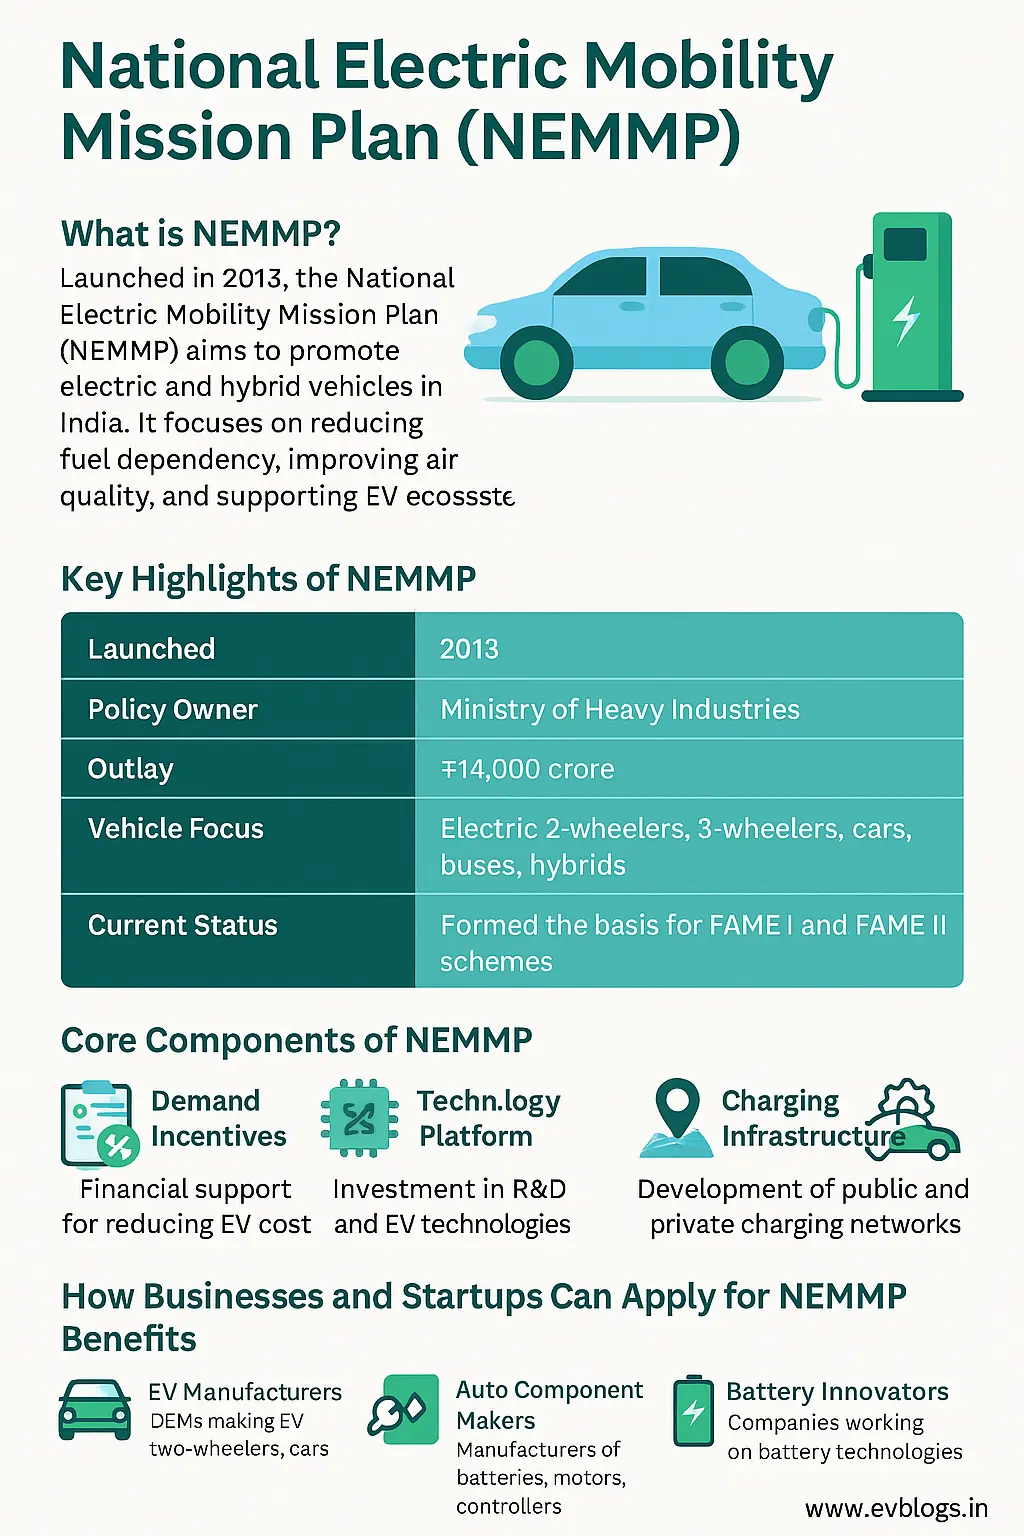 National Electric Mobility
Mission Plan (NEMMP)
What is NEMMP?
Launched in 2013, the National
Electric Mobility Mission Plan
(NEMMP) aims to promote
electric and hybrid vehicles in
India. It focuses on reducing
fuel dependency, improving air
quality, and supporting EV ecossste
Key Highlights of NEMMP
Launched 2013
Policy Owner Ministry of Heavy Industries
Outlay ₸14,000 crore
Vehicle Focus Electric 2-wheelers, 3-wheelers, cars,
buses, hybrids
Current Status Formed the basis for FAME I and FAME II
schemes
Core Components of NEMMP
Demand
Incentives
Financial support
for reducing EV cost
Techn.logy
Platform
Investment in R&D
and EV technologies
Charging
Infrastructure
Development of public and
private charging networks
How Businesses and Startups Can Apply for NEMMP
Benefits
EV Manufacturers
DEMs making EV
two-wheelers, cars
Auto Component
Makers
Manufacturers of
batteries, motors,
controllers
Battery Innovators
Companies working
on battery technologies
www.evblogs.in